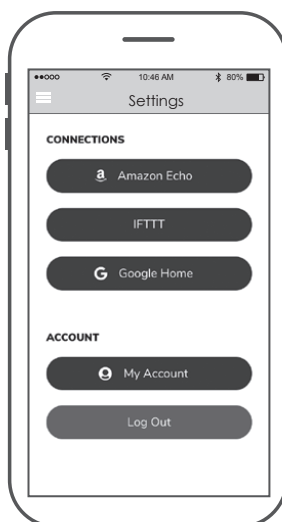 10:46 AM
80%
Settings
CONNECTIONS
a Amazon Echo
IFTTT
G Google Home
ACCOUNT
My Account
Log Out